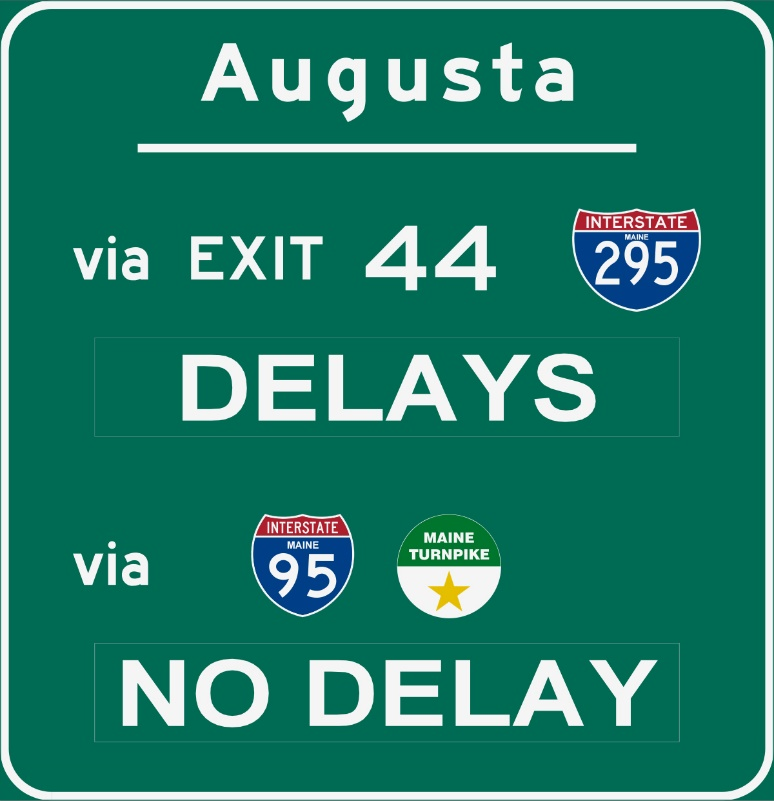 Augusta
via EXIT 44 INTERSTATE MAINE 295
DELAYS
via INTERSTATE MAINE 95 MAINE TURNPIKE
NO DELAY